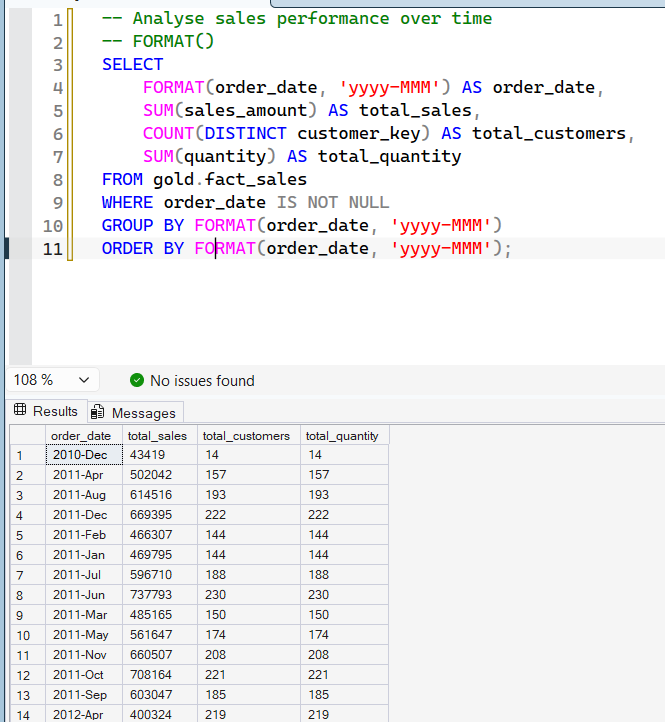 1 -- Analyse sales performance over time
2 -- FORMAT()
3 SELECT
4 FORMAT(order_date, 'yyyy-MMM') AS order_date,
5 SUM(sales_amount) AS total_sales,
6 COUNT(DISTINCT customer_key) AS total_customers,
7 SUM(quantity) AS total_quantity
8 FROM gold.fact_sales
9 WHERE order_date IS NOT NULL
10 GROUP BY FORMAT(order_date, 'yyyy-MMM')
11 ORDER BY FORMAT(order_date, 'yyyy-MMM');
108 % No issues found
Results Messages
order_date total_sales total_customers total_quantity
1 2010-Dec 43419 14 14
2 2011-Apr 502042 157 157
3 2011-Aug 614516 193 193
4 2011-Dec 669395 222 222
5 2011-Feb 466307 144 144
6 2011-Jan 469795 144 144
7 2011-Jul 596710 188 188
8 2011-Jun 737793 230 230
9 2011-Mar 485165 150 150
10 2011-May 561647 174 174
11 2011-Nov 660507 208 208
12 2011-Oct 708164 221 221
13 2011-Sep 603047 185 185
14 2012-Apr 400324 219 219